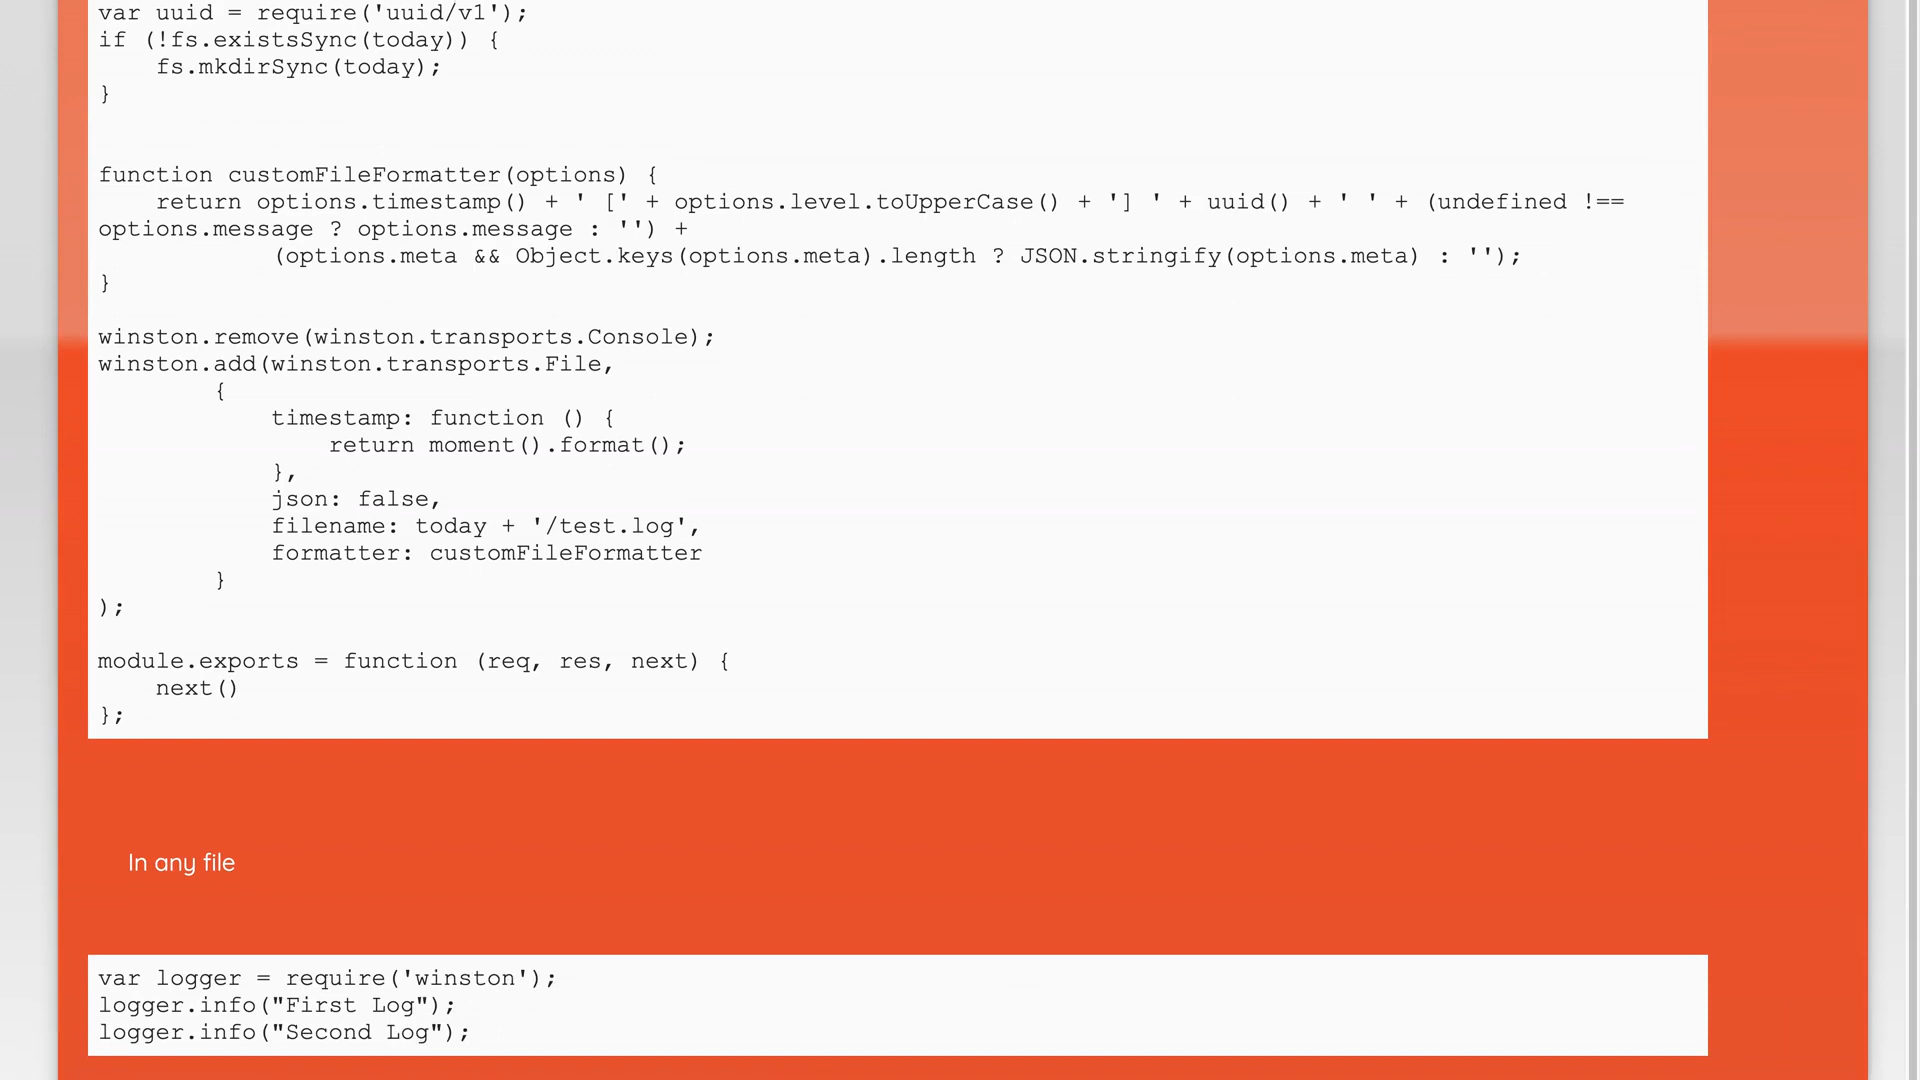 var uuid = require('uuid/v1');
if (!fs.existsSync(today)) {
    fs.mkdirSync(today);
}
function customFileFormatter(options) {
    return options.timestamp() + ' [' + options.level.toUpperCase() + '] ' + uuid() + ' ' + (undefined !==
options.message ? options.message : '') +
            (options.meta && Object.keys(options.meta).length ? JSON.stringify(options.meta) : '');
}
winston.remove(winston.transports.Console);
winston.add(winston.transports.File,
        {
            timestamp: function () {
                return moment().format();
            },
            json: false,
            filename: today + '/test.log',
            formatter: customFileFormatter
        }
);
module.exports = function (req, res, next) {
    next()
};
In any file
var logger = require('winston');
logger.info("First Log");
logger.info("Second Log");